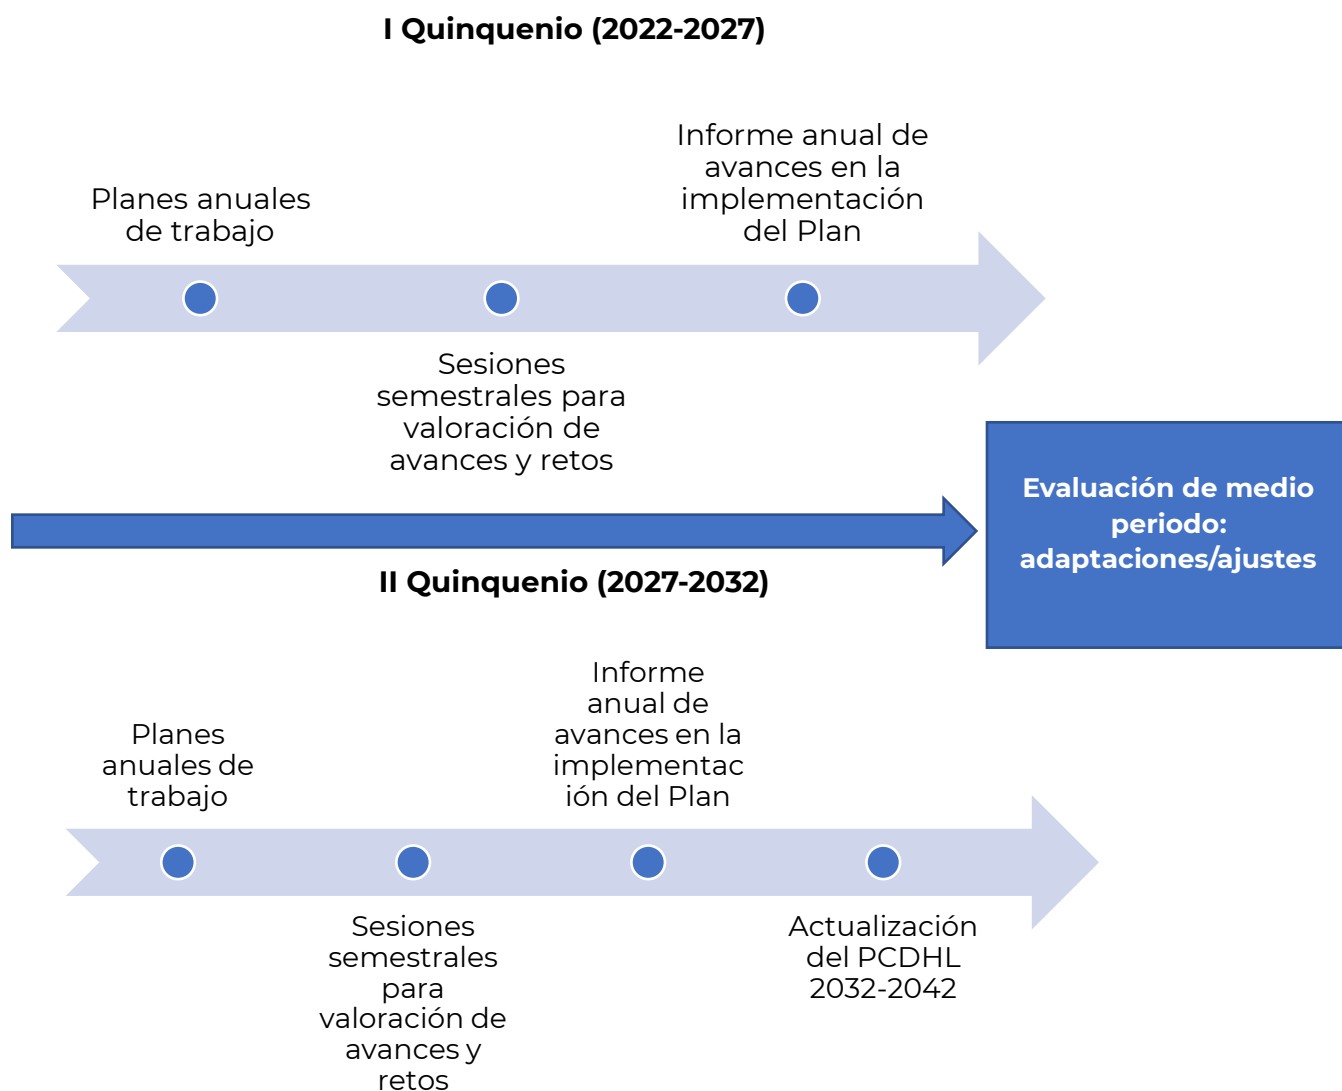 I Quinquenio (2022-2027)
Planes anuales
de trabajo
Sesiones
semestrales para
valoración de
avances y retos
Informe anual de
avances en la
implementación
del Plan
Evaluación de medio
periodo:
adaptaciones/ajustes
II Quinquenio (2027-2032)
Planes
anuales de
trabajo
Sesiones
semestrales
para
valoración de
avances y
retos
Informe
anual de
avances en la
implementac
ión del Plan
Actualización
del PCDHL
2032-2042